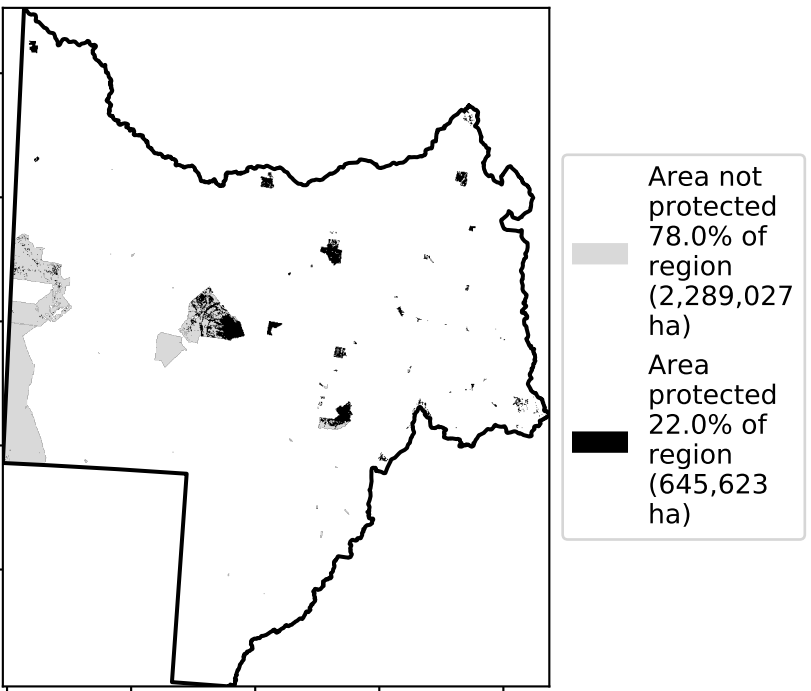 Area not
protected
78.0% of
region
(2,289,027
ha)
Area
protected
22.0% of
region
(645,623
ha)